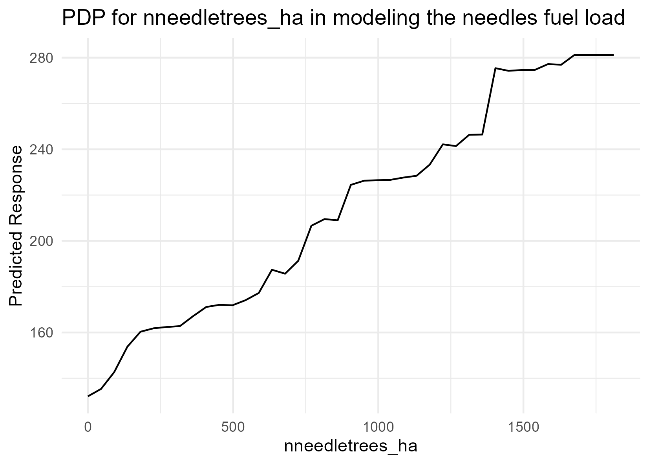 PDP for nneedletrees_ha in modeling the needles fuel load
280
240
200
160
Predicted Response
0 500 1000 1500
nneedletrees_ha